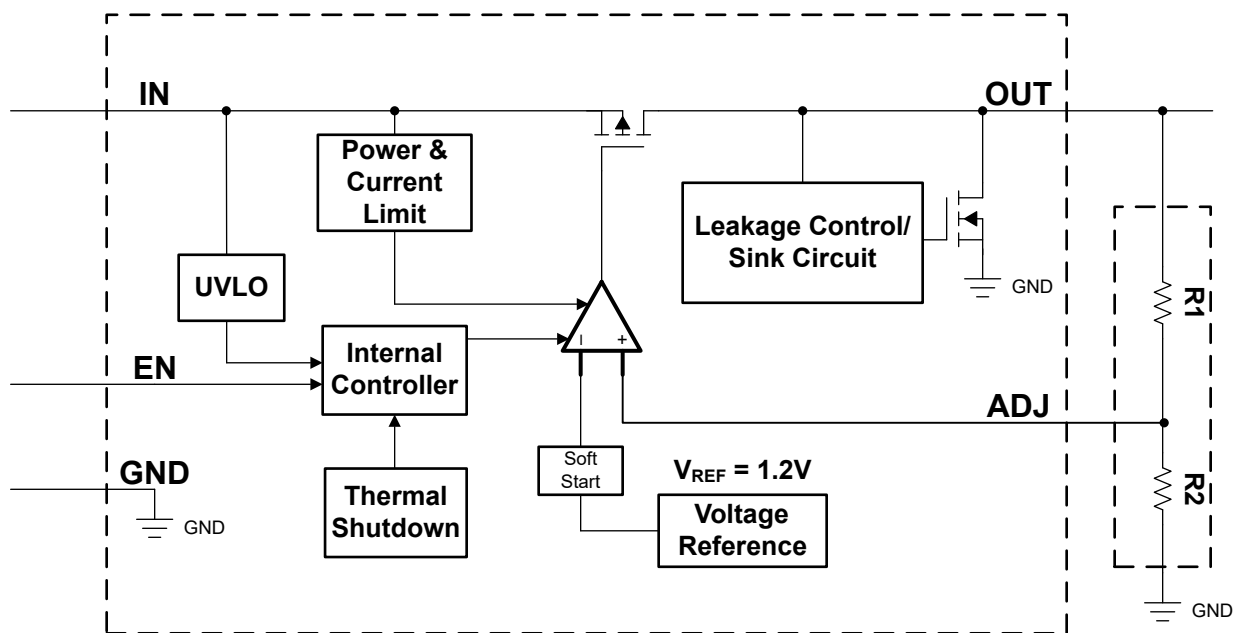 IN
OUT
Power &
Current
Limit
Leakage Control/
Sink Circuit
GND
R1
UVLO
Internal
Controller
EN
-
+
ADJ
GND
GND
Thermal
Shutdown
Soft
Start
VREF = 1.2V
Voltage
Reference
R2
GND